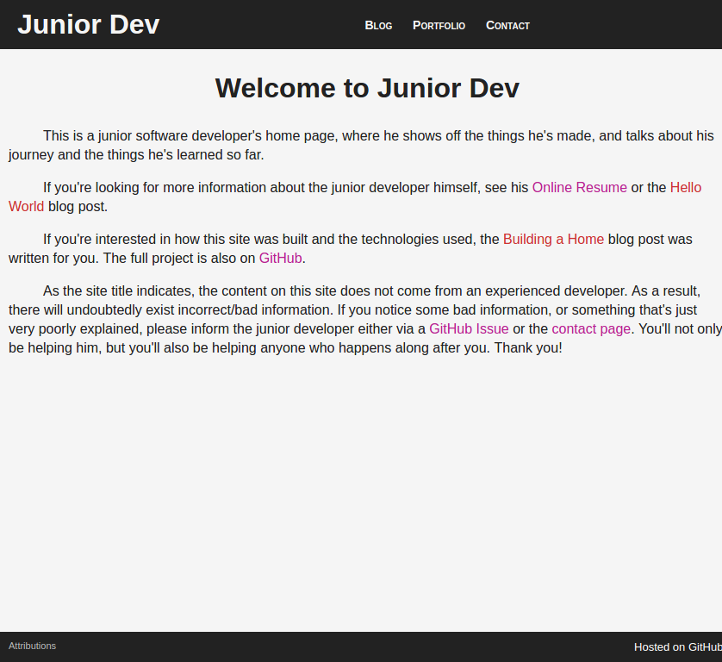 Junior Dev Blog Portfolio Contact
Welcome to Junior Dev
This is a junior software developer's home page, where he shows off the things he's made, and talks about his
journey and the things he's learned so far.
If you're looking for more information about the junior developer himself, see his Online Resume or the Hello
World blog post.
If you're interested in how this site was built and the technologies used, the Building a Home blog post was
written for you. The full project is also on GitHub.
As the site title indicates, the content on this site does not come from an experienced developer. As a result,
there will undoubtedly exist incorrect/bad information. If you notice some bad information, or something that's just
very poorly explained, please inform the junior developer either via a GitHub Issue or the contact page. You'll not only
be helping him, but you'll also be helping anyone who happens along after you. Thank you!
Attributions Hosted on GitHub